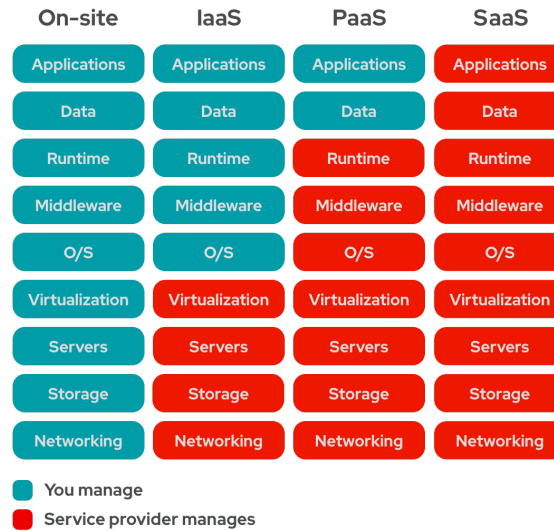 On-site IaaS PaaS SaaS
Applications Applications Applications Applications
Data Data Data Data
Runtime Runtime Runtime Runtime
Middleware Middleware Middleware Middleware
O/S O/S O/S O/S
Virtualization Virtualization Virtualization Virtualization
Servers Servers Servers Servers
Storage Storage Storage Storage
Networking Networking Networking Networking
You manage
Service provider manages